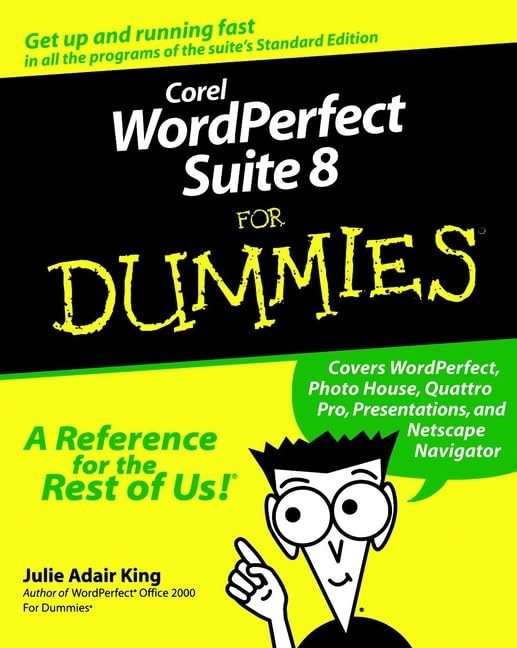 Get up and running fast
in all the programs of the suite's Standard Edition
Corel
WordPerfect
Suite 8
FOR
DUMMIES®
Covers WordPerfect,
Photo House, Quattro
Pro, Presentations, and
Netscape
Navigator
A Reference
for the
Rest of Us!®
Julie Adair King
Author of WordPerfect® Office 2000
For Dummies®